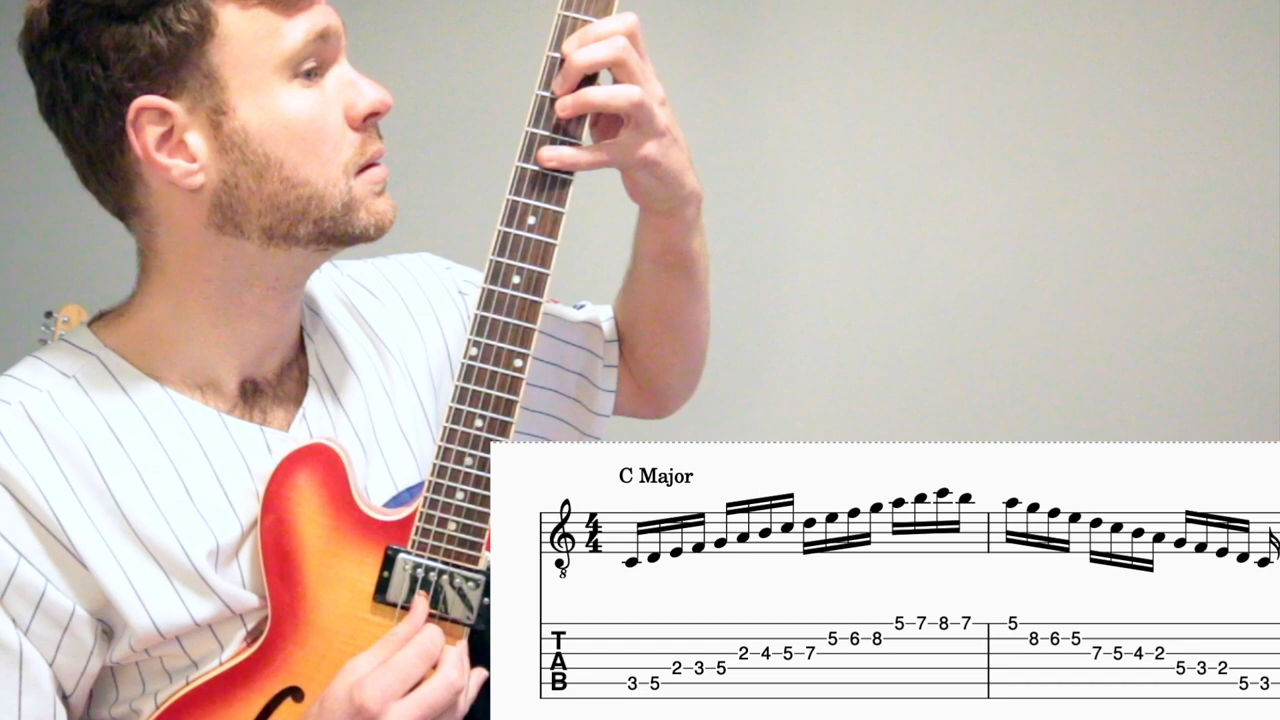 C Major
4
4
8
5 7 8 7 5
T 5 6 8 8 6 5
2 4 5 7 7 5 4 2
A 2 3 5 5 3 2
B 3 5 5 3